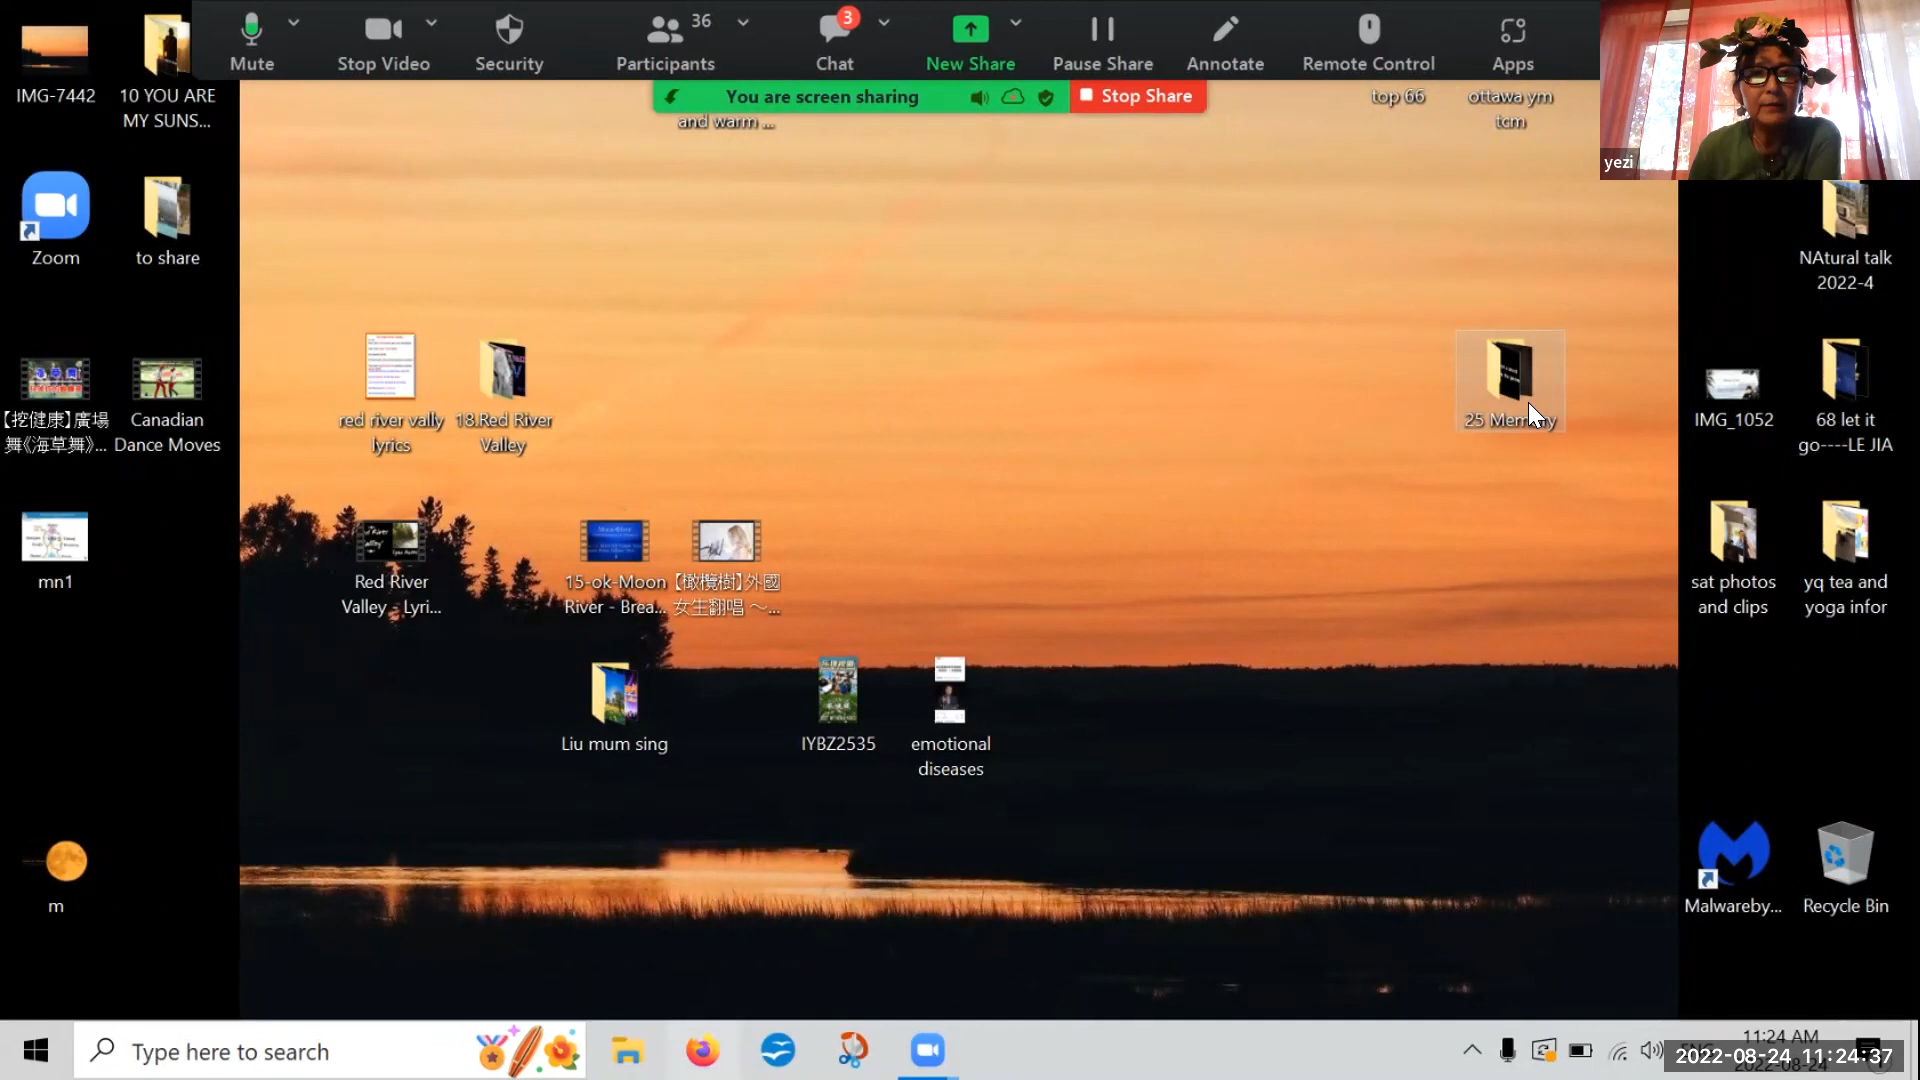 Mute
Stop Video
Security
Participants
36
Chat
3
New Share
Pause Share
Annotate
Remote Control
Apps
You are screen sharing
Stop Share
and warm ...
top 66
ottawa ym
tcm
yezi
IMG-7442
10 YOU ARE
MY SUNS...
Zoom
to share
NAtural talk
2022-4
【挖健康】廣場
舞《海草舞》...
Canadian
Dance Moves
red river vally
lyrics
18.Red River
Valley
25 Memory
IMG_1052
68 let it
go----LE JIA
mn1
Red River
Valley - Lyri...
15-ok-Moon
River - Brea...
【橄欖樹】外國
女生翻唱 ～...
sat photos
and clips
yq tea and
yoga infor
Liu mum sing
IYBZ2535
emotional
diseases
m
Malwareby...
Recycle Bin
Type here to search
11:24 AM
2022-08-24 11:24:37